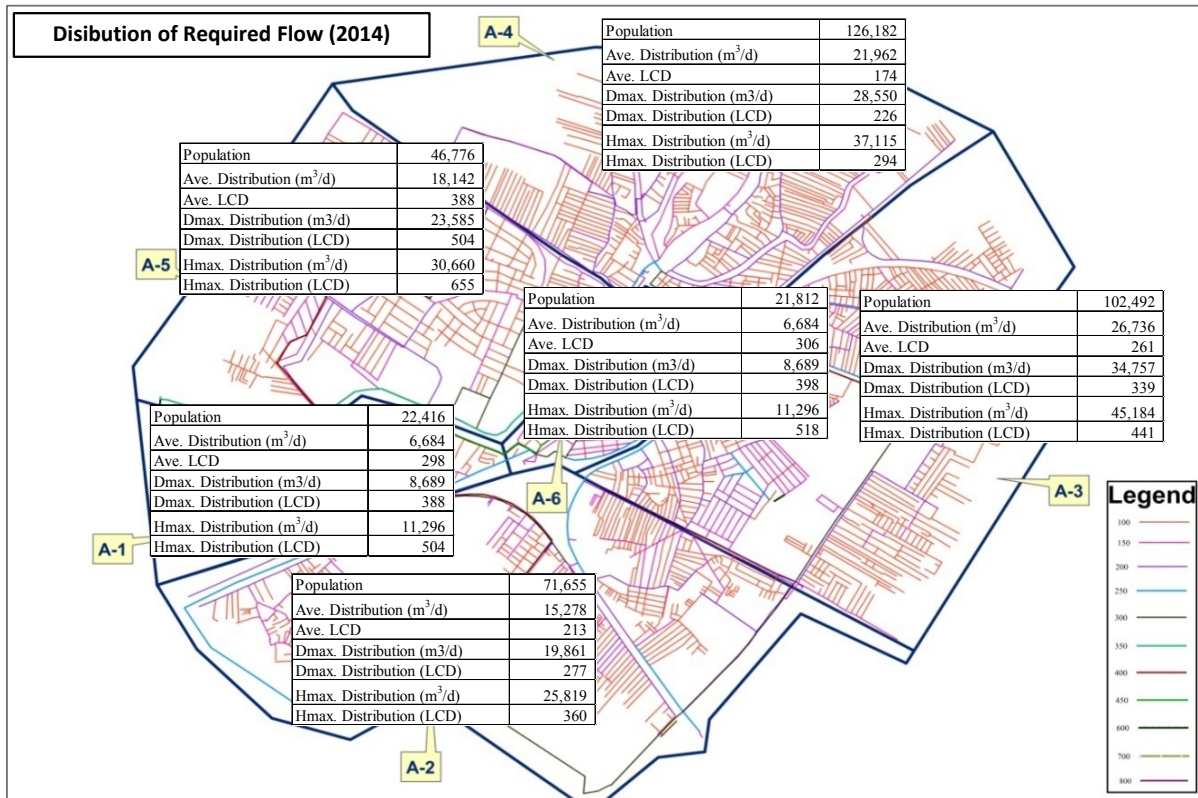 Disibution of Required Flow (2014)
A-4
Population 126,182
Ave. Distribution (m³/d) 21,962
Ave. LCD 174
Dmax. Distribution (m3/d) 28,550
Dmax. Distribution (LCD) 226
Hmax. Distribution (m³/d) 37,115
Hmax. Distribution (LCD) 294
Population 46,776
Ave. Distribution (m³/d) 18,142
Ave. LCD 388
Dmax. Distribution (m3/d) 23,585
Dmax. Distribution (LCD) 504
Hmax. Distribution (m³/d) 30,660
Hmax. Distribution (LCD) 655
A-5
Population 21,812
Ave. Distribution (m³/d) 6,684
Ave. LCD 306
Dmax. Distribution (m3/d) 8,689
Dmax. Distribution (LCD) 398
Hmax. Distribution (m³/d) 11,296
Hmax. Distribution (LCD) 518
A-6
Population 102,492
Ave. Distribution (m³/d) 26,736
Ave. LCD 261
Dmax. Distribution (m3/d) 34,757
Dmax. Distribution (LCD) 339
Hmax. Distribution (m³/d) 45,184
Hmax. Distribution (LCD) 441
A-3
Population 22,416
Ave. Distribution (m³/d) 6,684
Ave. LCD 298
Dmax. Distribution (m3/d) 8,689
Dmax. Distribution (LCD) 388
Hmax. Distribution (m³/d) 11,296
Hmax. Distribution (LCD) 504
A-1
Population 71,655
Ave. Distribution (m³/d) 15,278
Ave. LCD 213
Dmax. Distribution (m3/d) 19,861
Dmax. Distribution (LCD) 277
Hmax. Distribution (m³/d) 25,819
Hmax. Distribution (LCD) 360
A-2
Legend
100
150
200
250
300
350
400
450
600
700
800